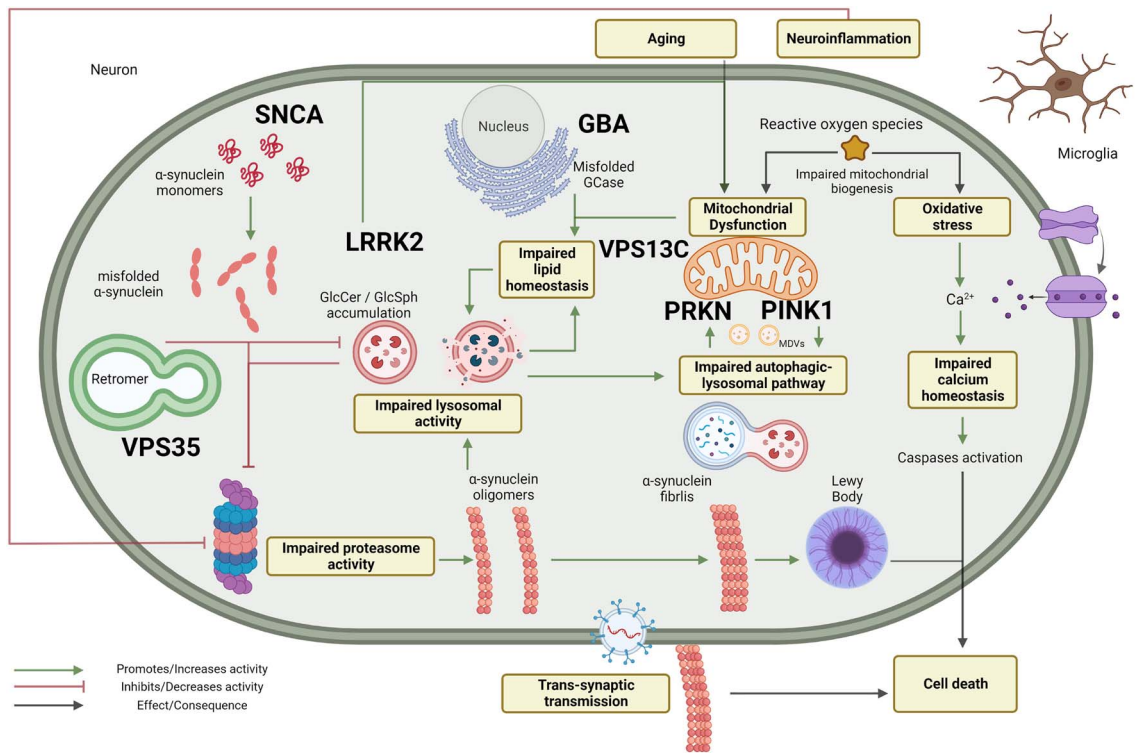 Aging
Neuroinflammation
Neuron
SNCA
Nucleus
GBA
Reactive oxygen species
Microglia
α-synuclein
monomers
Misfolded
GCase
Impaired mitochondrial
biogenesis
Mitochondrial
Dysfunction
Oxidative
stress
LRRK2
VPS13C
Impaired
lipid
homeostasis
misfolded
α-synuclein
GlcCer / GlcSph
accumulation
PRKN
PINK1
Ca²⁺
MDVs
Retromer
Impaired autophagic-
lysosomal pathway
Impaired
calcium
homeostasis
Impaired lysosomal
activity
VPS35
Caspases activation
α-synuclein
oligomers
α-synuclein
fibrlis
Lewy
Body
Impaired proteasome
activity
Promotes/Increases activity
Inhibits/Decreases activity
Effect/Consequence
Trans-synaptic
transmission
Cell death